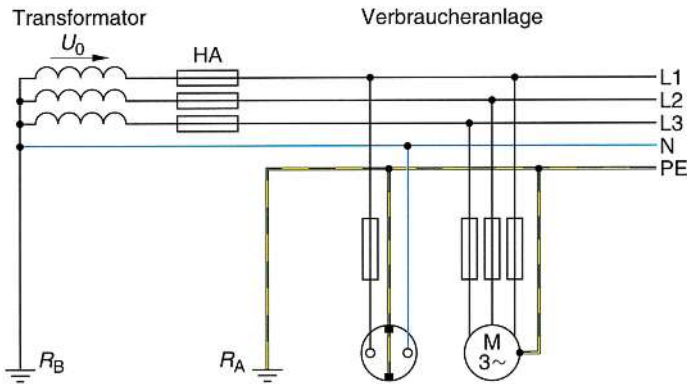 Transformator
Verbraucheranlage
U0
HA
L1
L2
L3
N
PE
M
3~
RB
RA